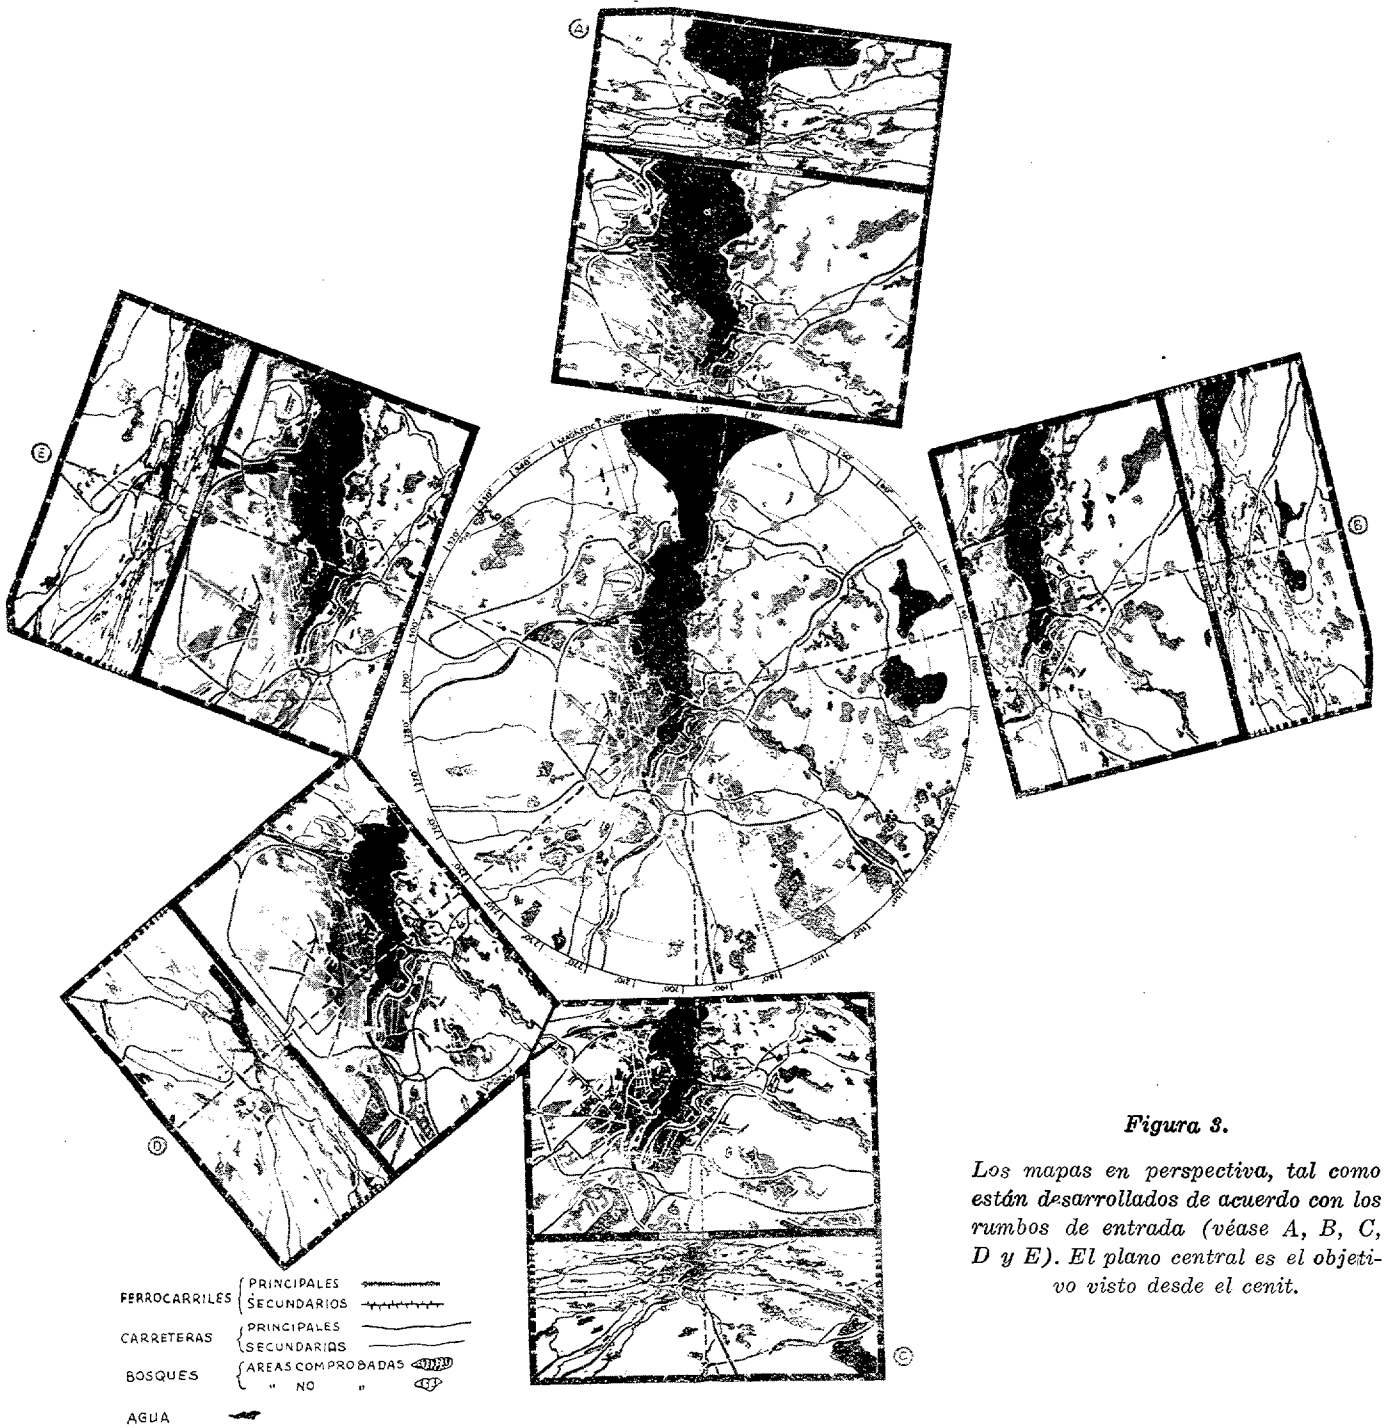 A
E
B
MAGNETIC NORTH
D
C
Figura 3.
Los mapas en perspectiva, tal como
están desarrollados de acuerdo con los
rumbos de entrada (véase A, B, C,
D y E). El plano central es el objeti-
vo visto desde el cenit.
FERROCARRILES { PRINCIPALES
SECUNDARIOS
CARRETERAS { PRINCIPALES
SECUNDARIAS
BOSQUES { AREAS COMPROBADAS
" NO "
AGUA